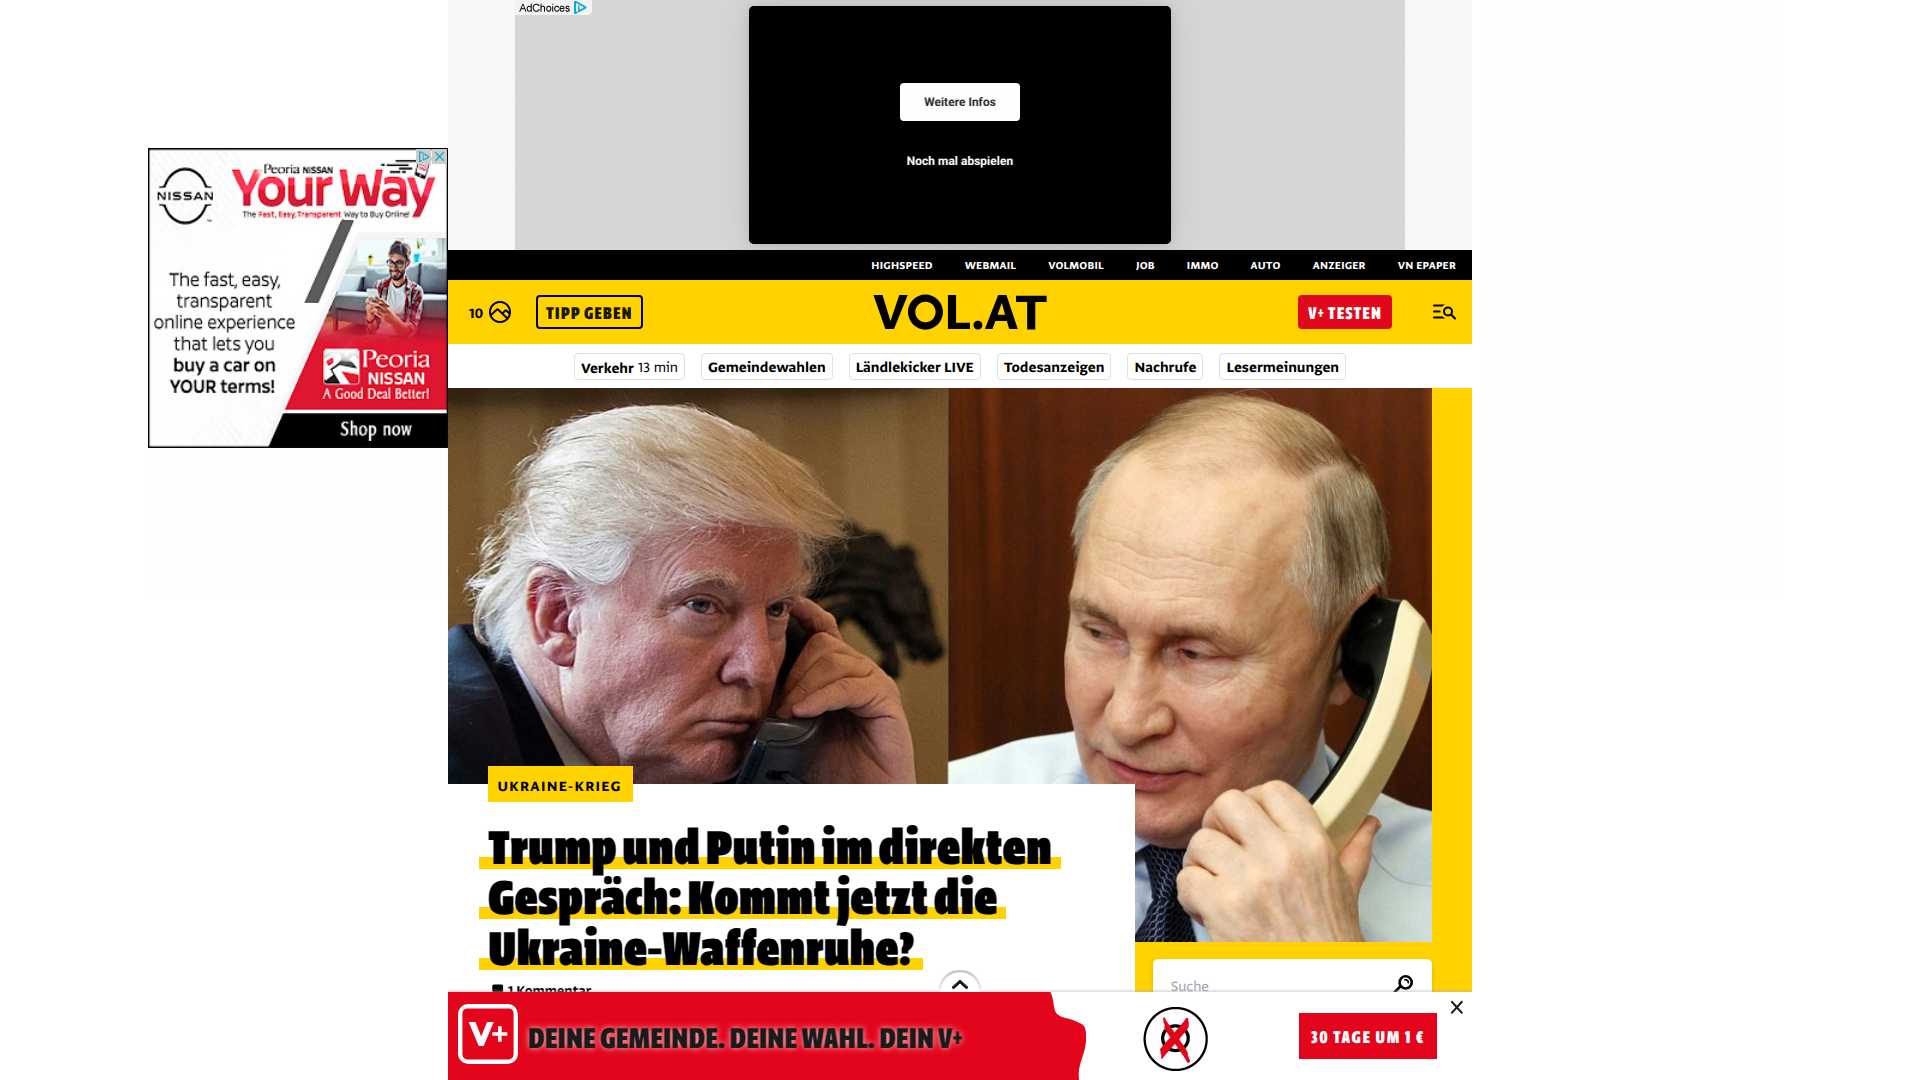 AdChoices
Weitere Infos
Noch mal abspielen
NISSAN
Peoria NISSAN
Your Way
The Fast, Easy, Transparent Way to Buy Online!
The fast, easy,
transparent
online experience
that lets you
buy a car on
YOUR terms!
Peoria
NISSAN
A Good Deal Better!
Shop now
HIGHSPEED WEBMAIL VOLMOBIL JOB IMMO AUTO ANZEIGER VN EPAPER
10 TIPP GEBEN VOL.AT V+ TESTEN
Verkehr 13 min Gemeindewahlen Ländlekicker LIVE Todesanzeigen Nachrufe Lesermeinungen
UKRAINE-KRIEG
Trump und Putin im direkten
Gespräch: Kommt jetzt die
Ukraine-Waffenruhe?
1 Kommentar
Suche
V+ DEINE GEMEINDE. DEINE WAHL. DEIN V+ 30 TAGE UM 1 €